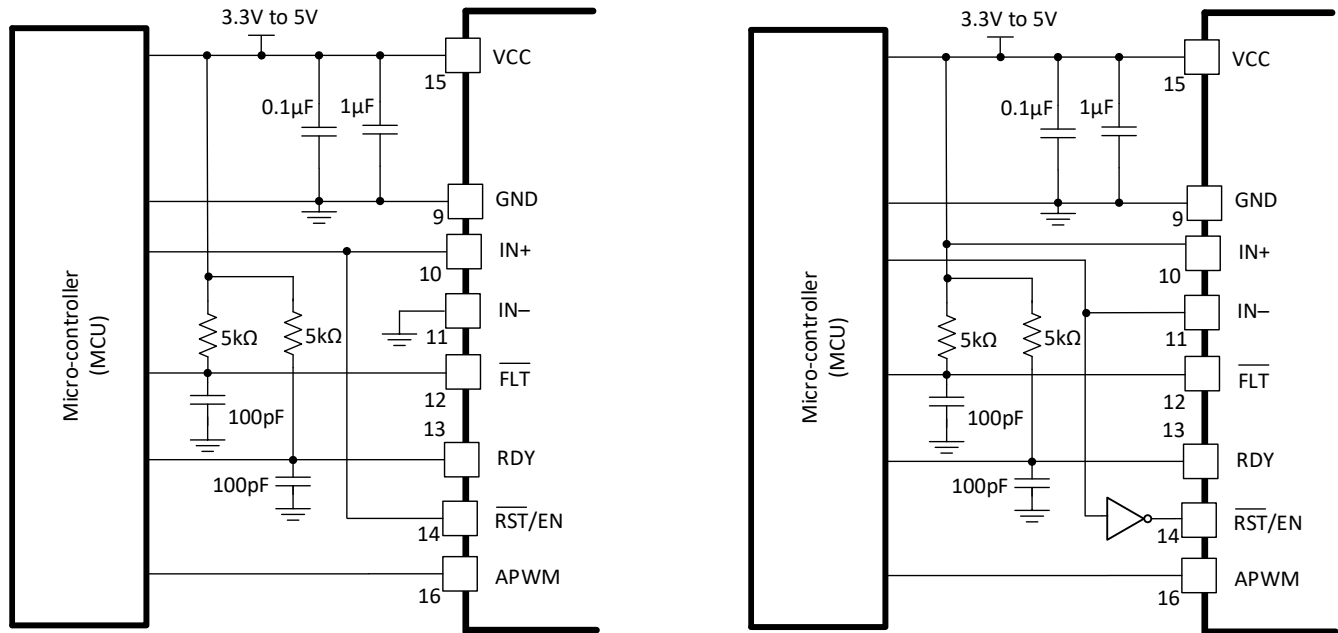 3.3V to 5V
VCC
15
0.1µF
1µF
GND
9
IN+
10
IN–
11
5kΩ
5kΩ
FLT
12
100pF
13
RDY
100pF
RST/EN
14
APWM
16
Micro-controller
(MCU)
3.3V to 5V
VCC
15
0.1µF
1µF
GND
9
IN+
10
IN–
11
5kΩ
5kΩ
FLT
12
100pF
13
RDY
100pF
RST/EN
14
APWM
16
Micro-controller
(MCU)